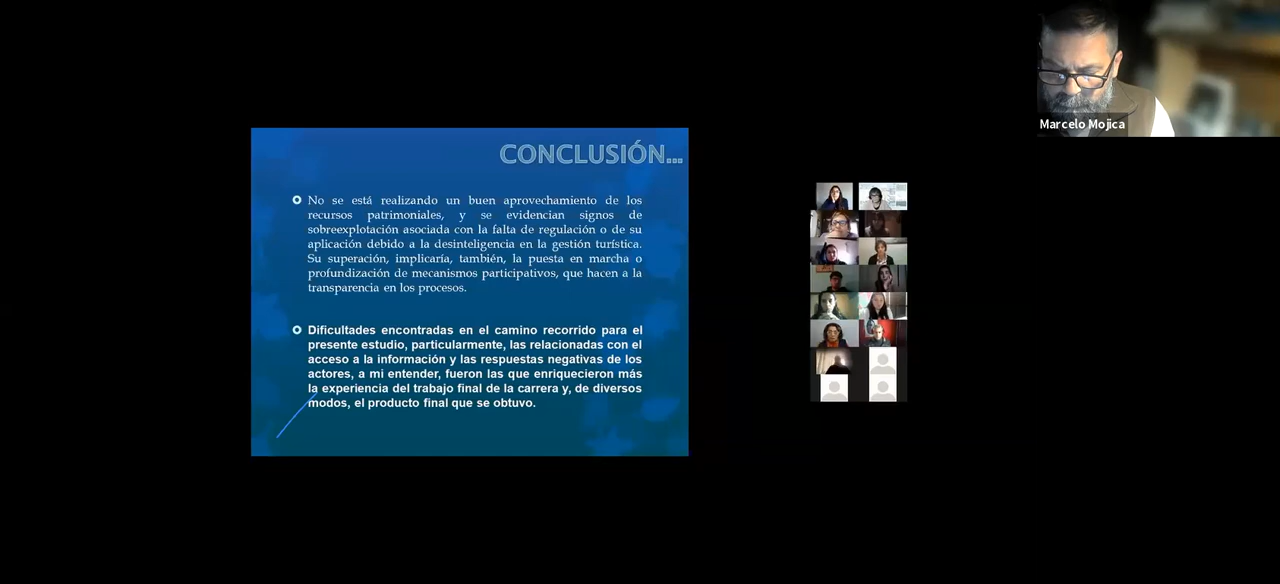 CONCLUSIÓN...
No se está realizando un buen aprovechamiento de los
recursos patrimoniales, y se evidencian signos de
sobreexplotación asociada con la falta de regulación o de su
aplicación debido a la desinteligencia en la gestión turística.
Su superación, implicaría, también, la puesta en marcha o
profundización de mecanismos participativos, que hacen a la
transparencia en los procesos.
Dificultades encontradas en el camino recorrido para el
presente estudio, particularmente, las relacionadas con el
acceso a la información y las respuestas negativas de los
actores, a mi entender, fueron las que enriquecieron más
la experiencia del trabajo final de la carrera y, de diversos
modos, el producto final que se obtuvo.
Marcelo Mojica